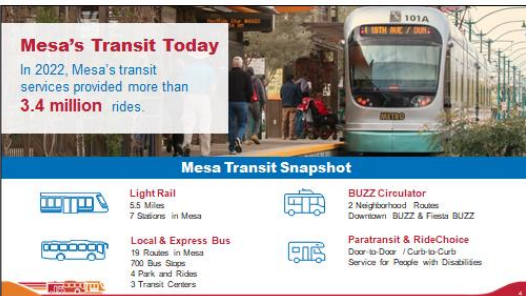 Mesa's Transit Today
In 2022, Mesa's transit
services provided more than
3.4 million rides.
101A
METRO
Mesa Transit Snapshot
Light Rail
5.5 Miles
7 Stations in Mesa
BUZZ Circulator
2 Neighborhood Routes
Downtown BUZZ & Fiesta BUZZ
Local & Express Bus
19 Routes in Mesa
700 Bus Stops
4 Park and Rides
3 Transit Centers
Paratransit & RideChoice
Door-to-Door / Curb-to-Curb
Service for People with Disabilities